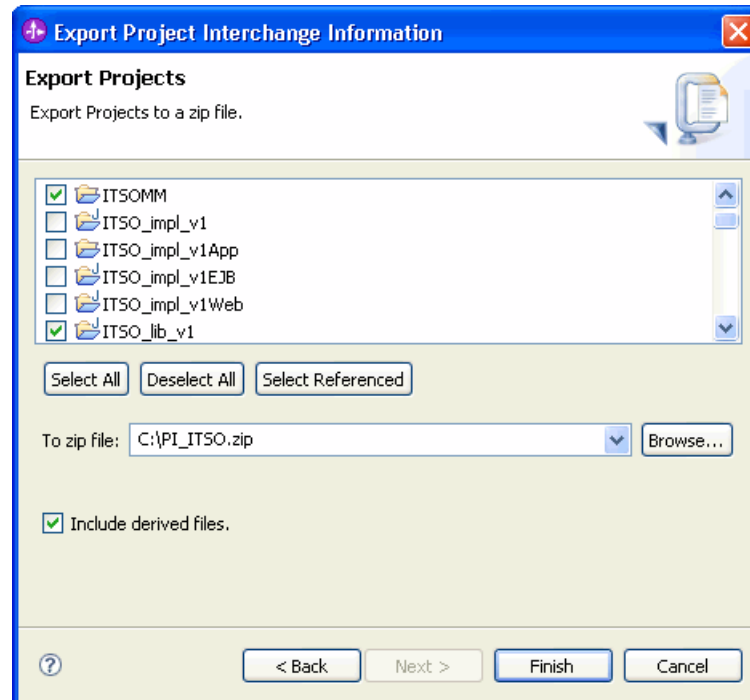 Export Project Interchange Information
Export Projects
Export Projects to a zip file.
ITSOMM
ITSO_impl_v1
ITSO_impl_v1App
ITSO_impl_v1EJB
ITSO_impl_v1Web
ITSO_lib_v1
Select All Deselect All Select Referenced
To zip file: C:\PI_ITSO.zip Browse...
Include derived files.
? < Back Next > Finish Cancel